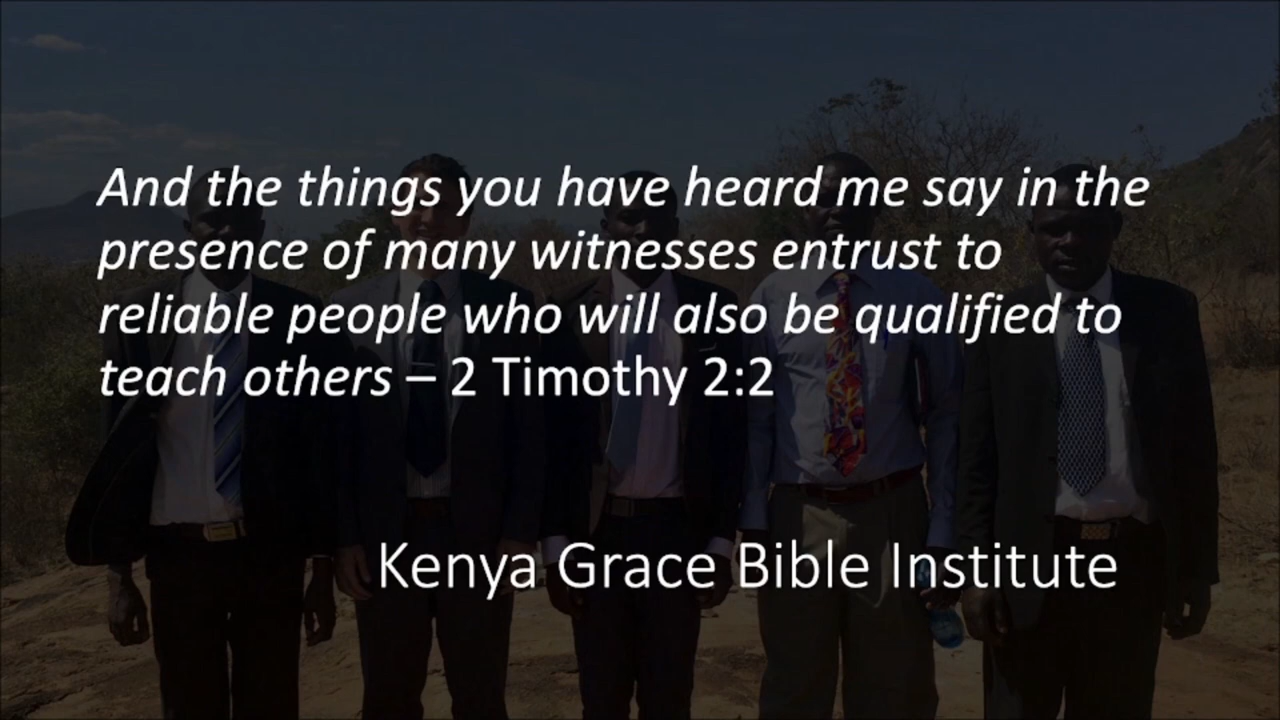 And the things you have heard me say in the
presence of many witnesses entrust to
reliable people who will also be qualified to
teach others – 2 Timothy 2:2
Kenya Grace Bible Institute